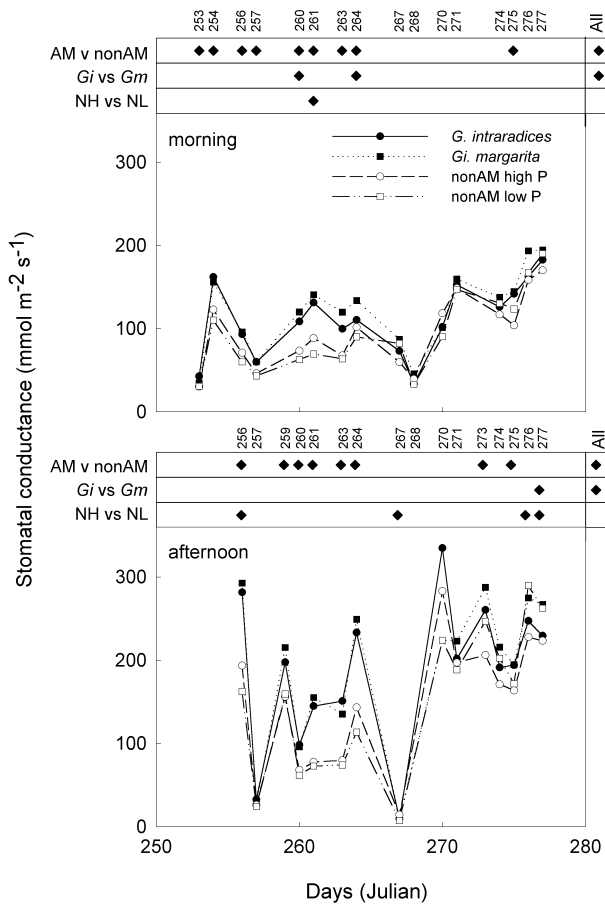 253 254 256 257 260 261 263 264 267 268 270 271 274 275 276 277 All
AM v nonAM
Gi vs Gm
NH vs NL
morning
G. intraradices
Gi. margarita
nonAM high P
nonAM low P
300
200
100
0
Stomatal conductance (mmol m-2 s-1)
256 257 259 260 261 263 264 267 268 270 271 273 274 275 276 277 All
AM v nonAM
Gi vs Gm
NH vs NL
afternoon
300
200
100
0
250 260 270 280
Days (Julian)